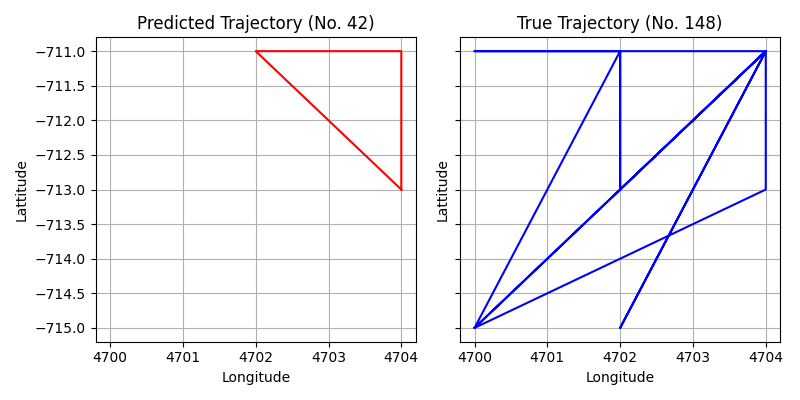 Predicted Trajectory (No. 42)
True Trajectory (No. 148)
−711.0
−711.5
−712.0
−712.5
−713.0
−713.5
−714.0
−714.5
−715.0
Lattitude
Lattitude
4700 4701 4702 4703 4704
4700 4701 4702 4703 4704
Longitude
Longitude